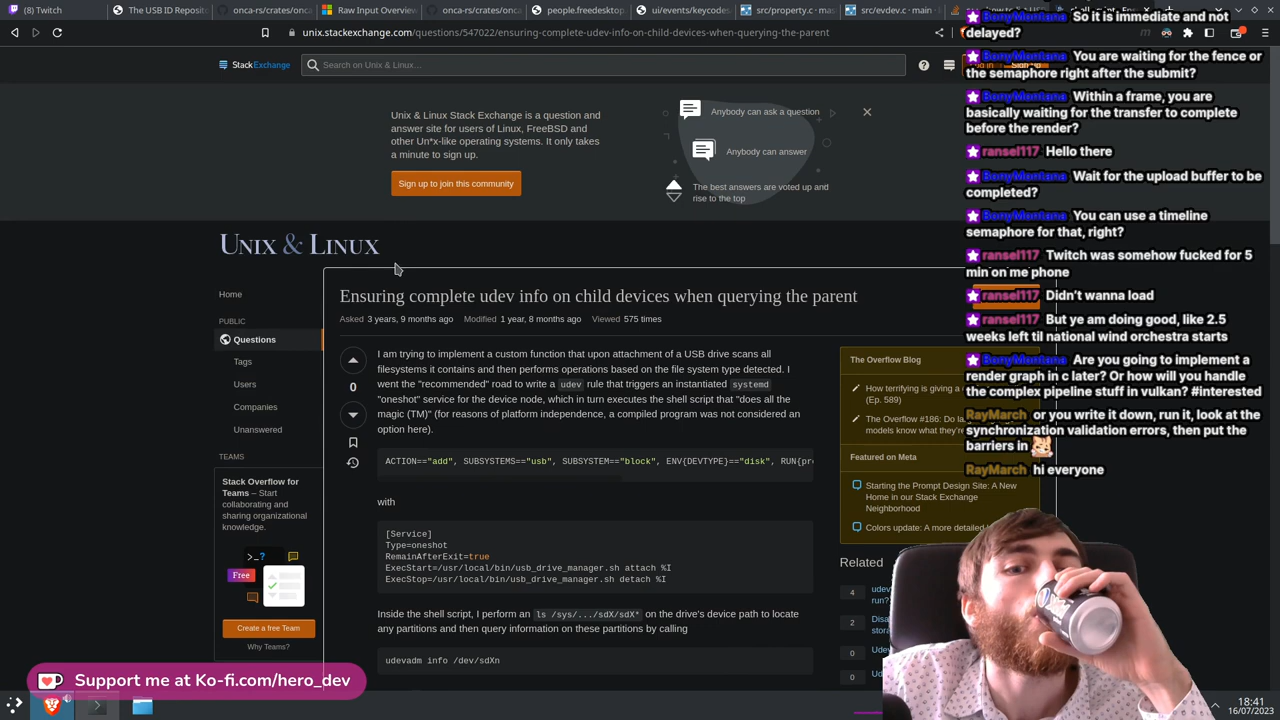 (8) Twitch
The USB ID Reposito
onca-rs/crates/onca
Raw Input Overview
onca-rs/crates/onca
people.freedesktop
ui/events/keycodes
src/property.c · ma
src/evdev.c · main
unix.stackexchange.com/questions/547022/ensuring-complete-udev-info-on-child-devices-when-querying-the-parent
StackExchange
Search on Unix & Linux…
Log in
Sign up
Unix & Linux Stack Exchange is a question and
answer site for users of Linux, FreeBSD and
other Un*x-like operating systems. It only takes
a minute to sign up.
Sign up to join this community
Anybody can ask a question
Anybody can answer
The best answers are voted up and
rise to the top
UNIX & LINUX
Home
PUBLIC
Questions
Tags
Users
Companies
Unanswered
TEAMS
Stack Overflow for
Teams – Start
collaborating and
sharing organizational
knowledge.
>_?
Free
Create a free Team
Why Teams?
Ensuring complete udev info on child devices when querying the parent
Asked 3 years, 9 months ago Modified 1 year, 8 months ago Viewed 575 times
0
I am trying to implement a custom function that upon attachment of a USB drive scans all
filesystems it contains and then performs operations based on the file system type detected. I
went the "recommended" road to write a udev rule that triggers an instantiated systemd
"oneshot" service for the device node, which in turn executes the shell script that "does all the
magic (TM)" (for reasons of platform independence, a compiled program was not considered an
option here).
ACTION=="add", SUBSYSTEMS=="usb", SUBSYSTEM=="block", ENV{DEVTYPE}=="disk", RUN{pr
with
[Service]
Type=oneshot
RemainAfterExit=true
ExecStart=/usr/local/bin/usb_drive_manager.sh attach %I
ExecStop=/usr/local/bin/usb_drive_manager.sh detach %I
Inside the shell script, I perform an ls /sys/.../sdX/sdX* on the drive's device path to locate
any partitions and then query information on these partitions by calling
udevadm info /dev/sdXn
The Overflow Blog
How terrifying is giving a
(Ep. 589)
The Overflow #186: Do la
models know what they're
Featured on Meta
Starting the Prompt Design Site: A New
Home in our Stack Exchange
Neighborhood
Colors update: A more detailed
Related
4 udev
run?
2 Disa
stora
0 Ude
0 Ud
BonyMontana So it is immediate and not
delayed?
BonyMontana You are waiting for the fence or
the semaphore right after the submit?
BonyMontana Within a frame, you are
basically waiting for the transfer to complete
before the render?
ransel117 Hello there
BonyMontana Wait for the upload buffer to be
completed?
BonyMontana You can use a timeline
semaphore for that, right?
ransel117 Twitch was somehow fucked for 5
min on me phone
ransel117 Didn't wanna load
ransel117 But ye am doing good, like 2.5
weeks left til national wind orchestra starts
BonyMontana Are you going to implement a
render graph in c later? Or how will you handle
the complex pipeline stuff in vulkan? #interested
RayMarch or you write it down, run it, look at the
synchronization validation errors, then put the
barriers in
RayMarch hi everyone
Support me at Ko-fi.com/hero_dev
18:41
16/07/2023